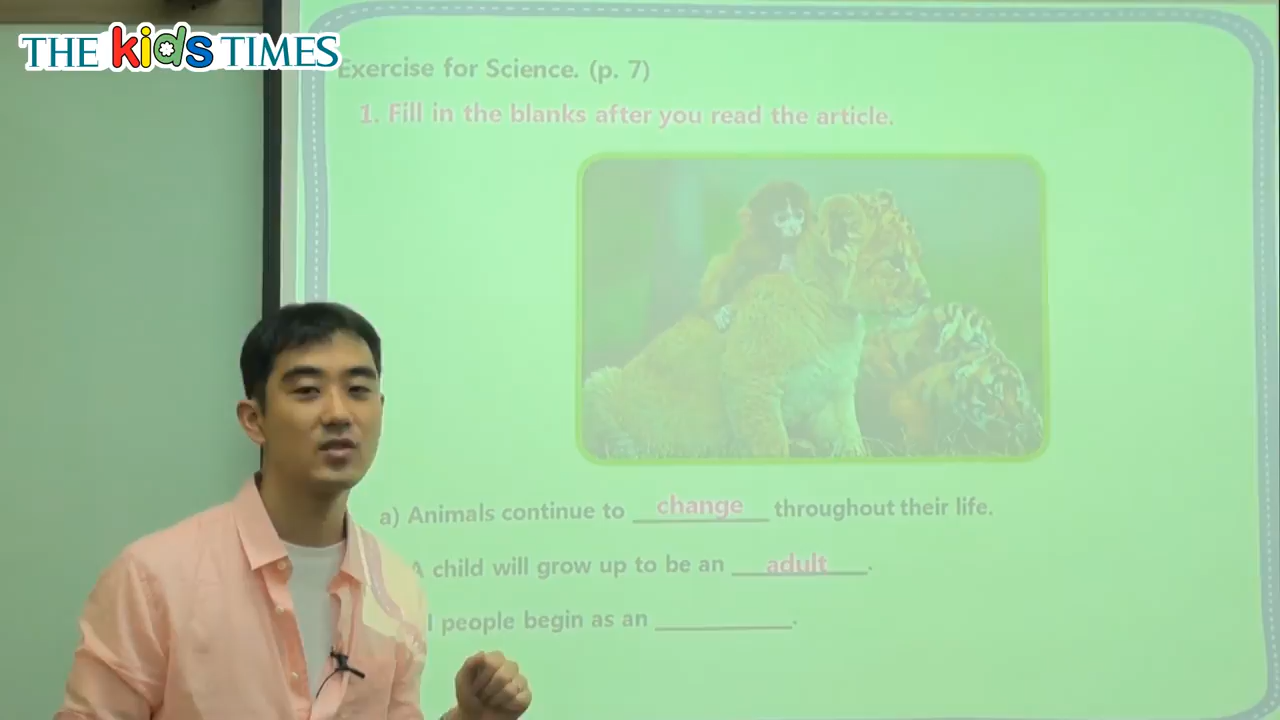 THE kids TIMES
Exercise for Science. (p. 7)
1. Fill in the blanks after you read the article.
a) Animals continue to change throughout their life.
A child will grow up to be an adult.
l people begin as an ________.